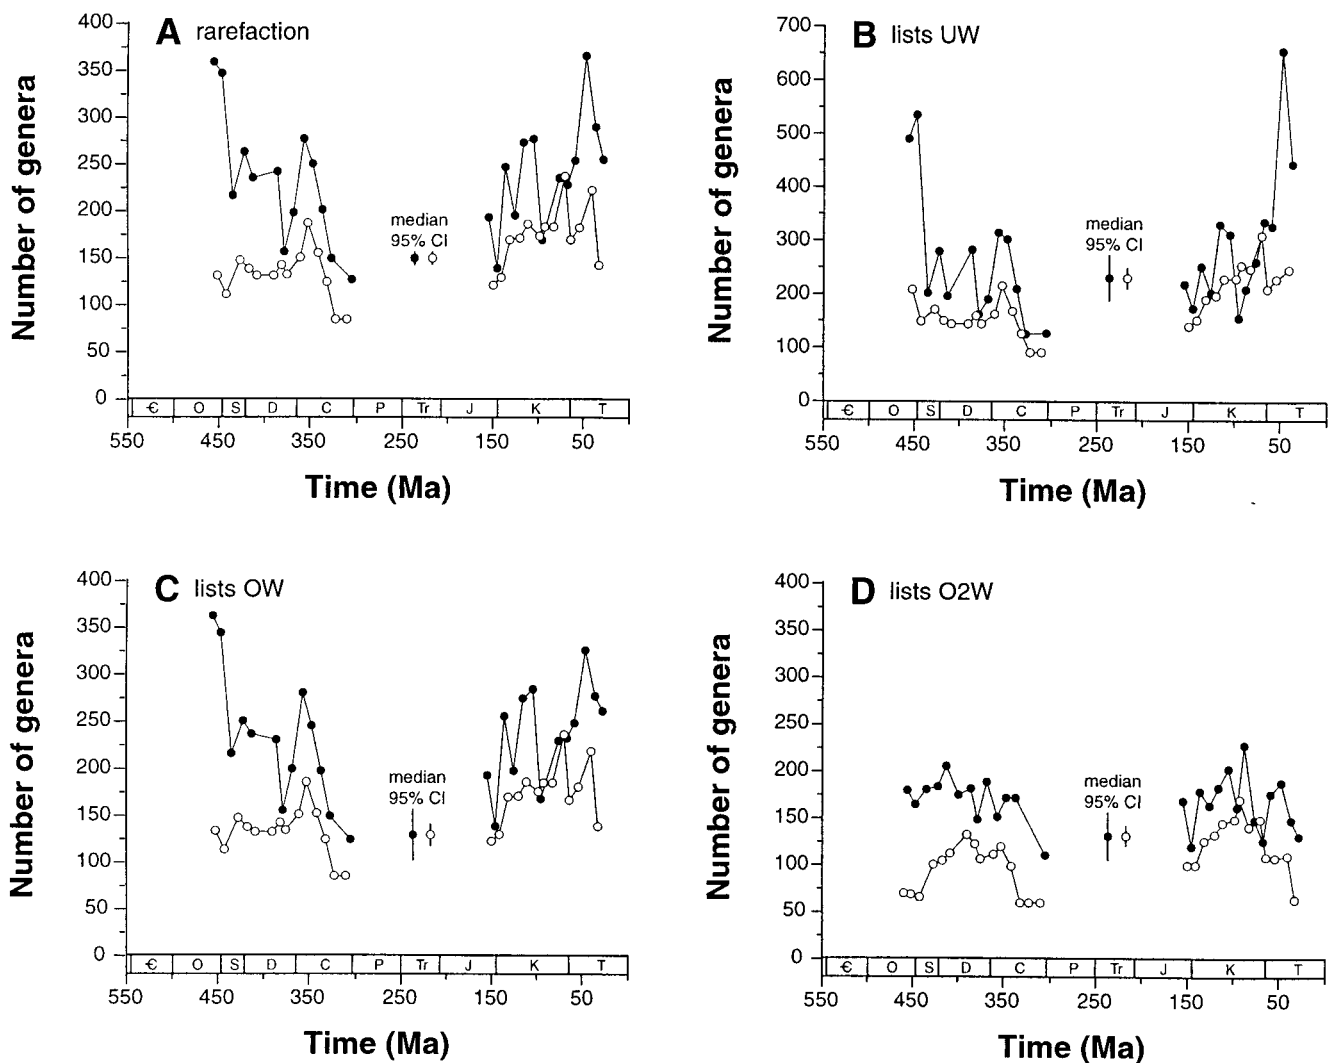 A rarefaction
400
350
300
250
200
150
100
50
0
Number of genera
median
95% CI
Є O S D C P Tr J K T
550 450 350 250 150 50
Time (Ma)
B lists UW
700
600
500
400
300
200
100
0
Number of genera
median
95% CI
Є O S D C P Tr J K T
550 450 350 250 150 50
Time (Ma)
C lists OW
400
350
300
250
200
150
100
50
0
Number of genera
median
95% CI
Є O S D C P Tr J K T
550 450 350 250 150 50
Time (Ma)
D lists O2W
400
350
300
250
200
150
100
50
0
Number of genera
median
95% CI
Є O S D C P Tr J K T
550 450 350 250 150 50
Time (Ma)